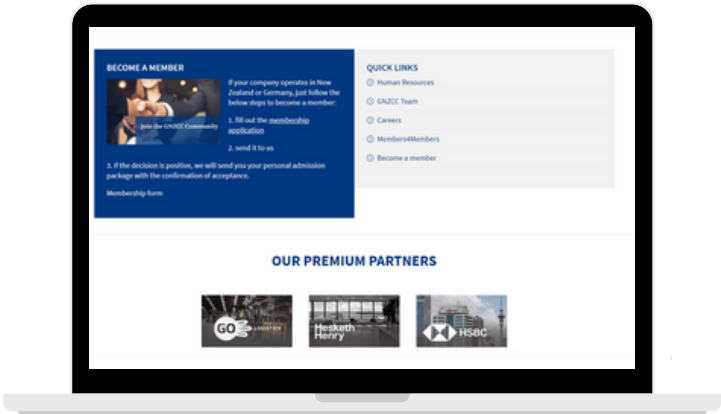 BECOME A MEMBER
Join the GNZCC Community
If your company operates in New
Zealand or Germany, just follow the
below steps to become a member:
1. fill out the membership
application
2. send it to us
3. If the decision is positive, we will send you your personal admission
package with the confirmation of acceptance.
Membership form
QUICK LINKS
Human Resources
GNZCC Team
Careers
Members4Members
Become a member
OUR PREMIUM PARTNERS
GO LOGISTICS
Hesketh
Henry
HSBC